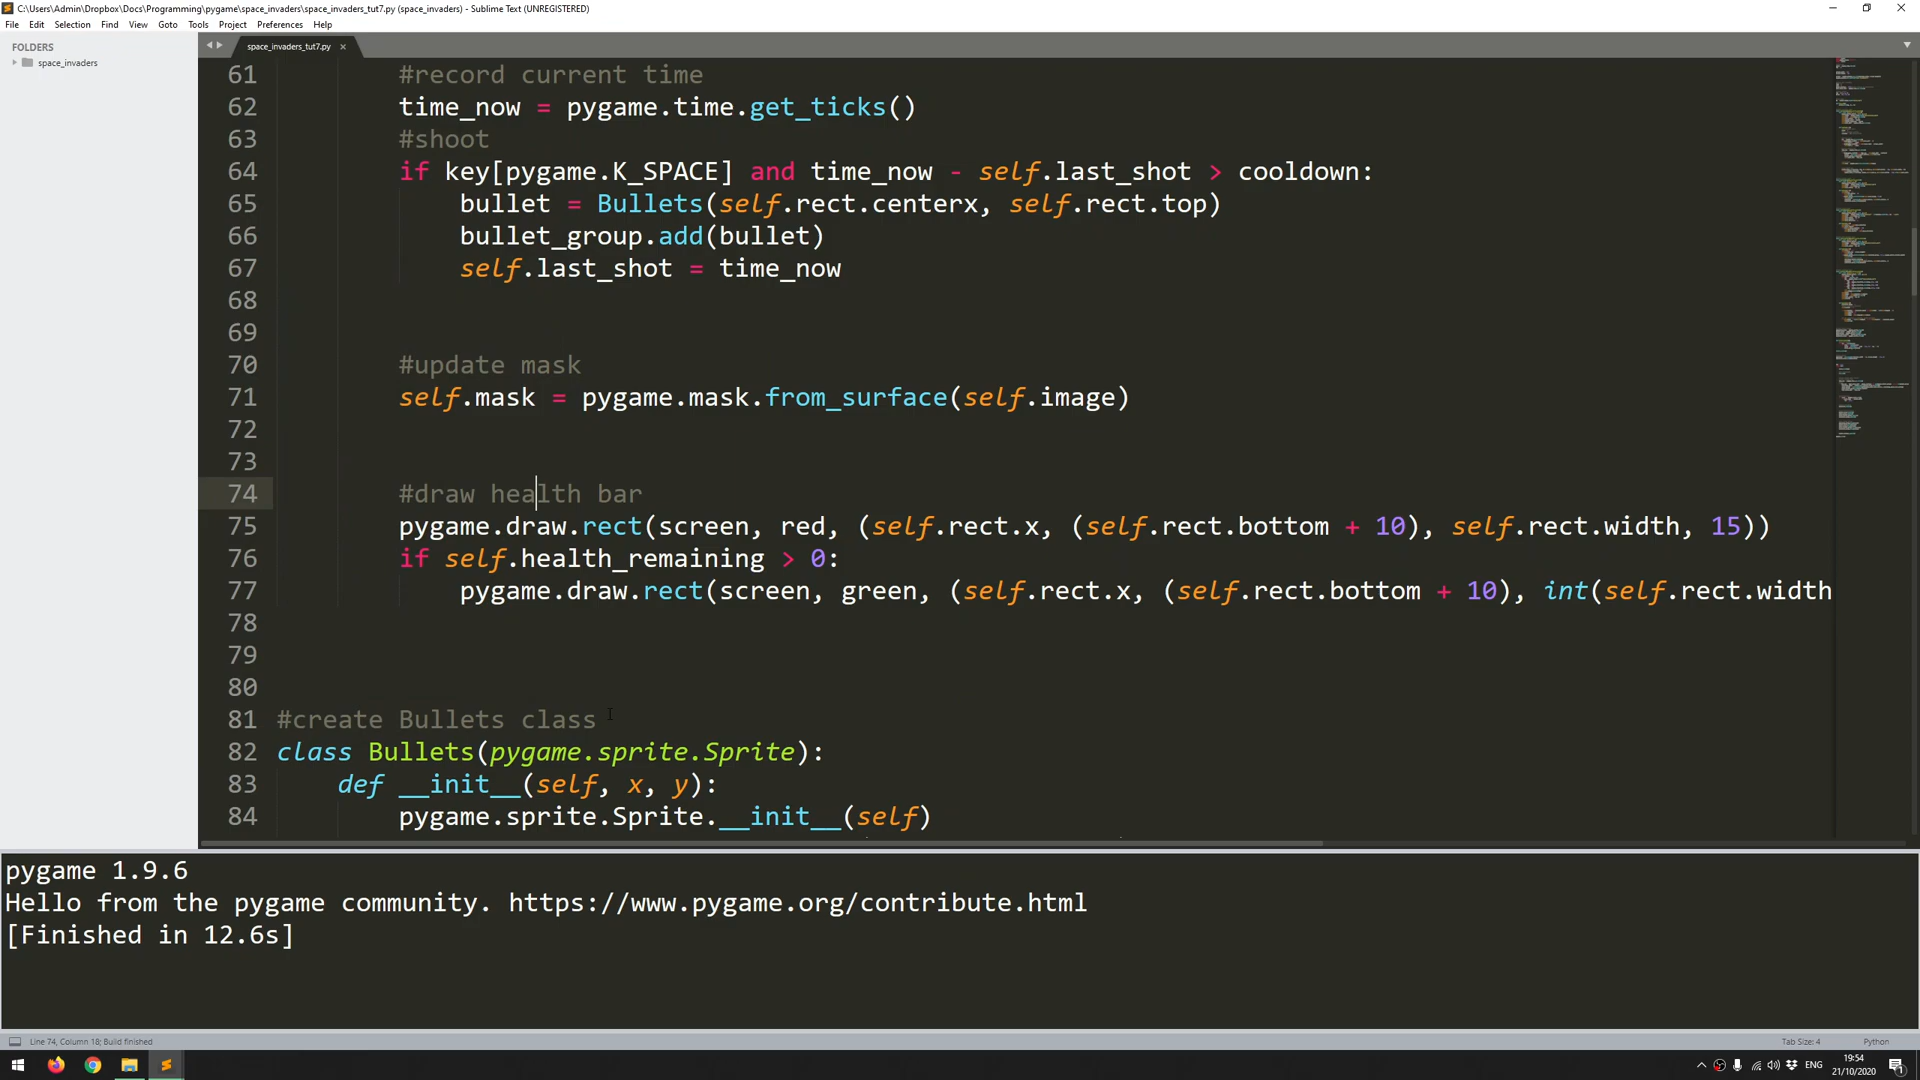 C:\Users\Admin\Dropbox\Docs\Programming\pygame\space_invaders\space_invaders_tut7.py (space_invaders) - Sublime Text (UNREGISTERED)
File Edit Selection Find View Goto Tools Project Preferences Help
FOLDERS
space_invaders
space_invaders_tut7.py
61 #record current time
62 time_now = pygame.time.get_ticks()
63 #shoot
64 if key[pygame.K_SPACE] and time_now - self.last_shot > cooldown:
65 bullet = Bullets(self.rect.centerx, self.rect.top)
66 bullet_group.add(bullet)
67 self.last_shot = time_now
68
69
70 #update mask
71 self.mask = pygame.mask.from_surface(self.image)
72
73
74 #draw health bar
75 pygame.draw.rect(screen, red, (self.rect.x, (self.rect.bottom + 10), self.rect.width, 15))
76 if self.health_remaining > 0:
77 pygame.draw.rect(screen, green, (self.rect.x, (self.rect.bottom + 10), int(self.rect.width
78
79
80
81 #create Bullets class
82 class Bullets(pygame.sprite.Sprite):
83 def __init__(self, x, y):
84 pygame.sprite.Sprite.__init__(self)
pygame 1.9.6
Hello from the pygame community. https://www.pygame.org/contribute.html
[Finished in 12.6s]
Line 74, Column 18; Build finished
Tab Size: 4
Python
ENG
19:54
21/10/2020